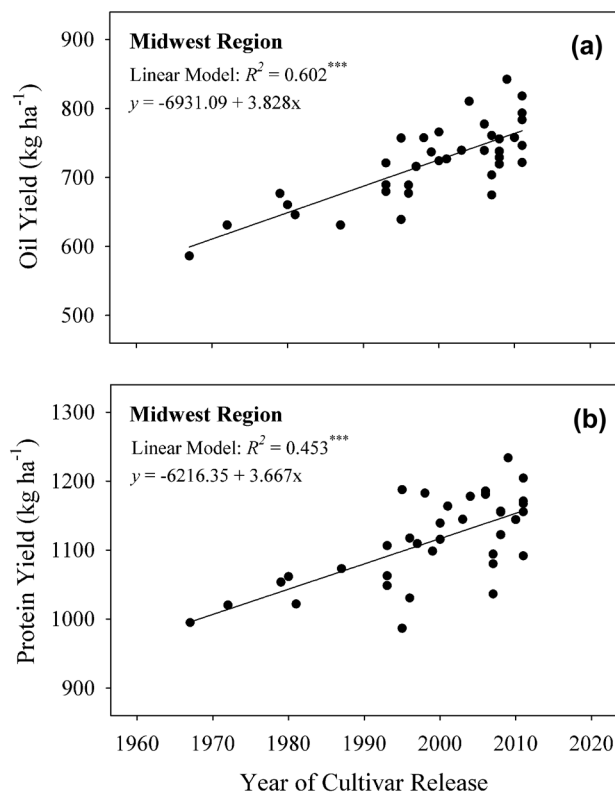 900
800
700
600
500
Oil Yield (kg ha⁻¹)
Midwest Region
(a)
Linear Model: R² = 0.602***
y = -6931.09 + 3.828x
1300
1200
1100
1000
900
Protein Yield (kg ha⁻¹)
Midwest Region
(b)
Linear Model: R² = 0.453***
y = -6216.35 + 3.667x
1960 1970 1980 1990 2000 2010 2020
Year of Cultivar Release